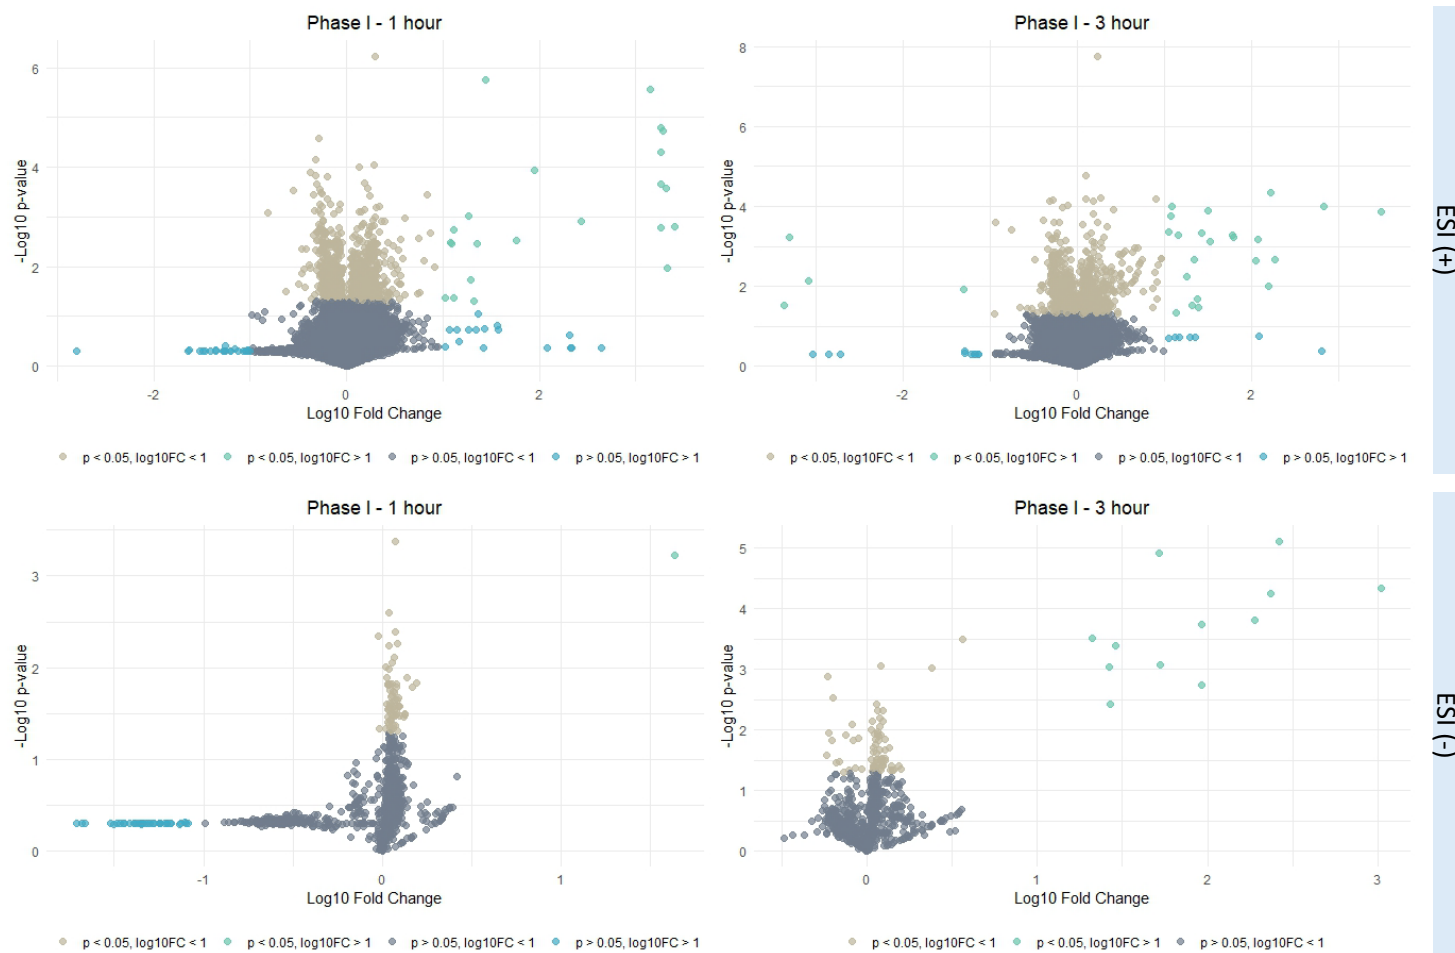 Phase I - 1 hour
6
4
2
0
-Log10 p-value
-2
0
2
Log10 Fold Change
p < 0.05, log10FC < 1
p < 0.05, log10FC > 1
p > 0.05, log10FC < 1
p > 0.05, log10FC > 1
Phase I - 3 hour
8
6
4
2
0
-Log10 p-value
-2
0
2
Log10 Fold Change
p < 0.05, log10FC < 1
p < 0.05, log10FC > 1
p > 0.05, log10FC < 1
p > 0.05, log10FC > 1
ESI (+)
Phase I - 1 hour
3
2
1
0
-Log10 p-value
-1
0
1
Log10 Fold Change
p < 0.05, log10FC < 1
p < 0.05, log10FC > 1
p > 0.05, log10FC < 1
p > 0.05, log10FC > 1
Phase I - 3 hour
5
4
3
2
1
0
-Log10 p-value
0
1
2
3
Log10 Fold Change
p < 0.05, log10FC < 1
p < 0.05, log10FC > 1
p > 0.05, log10FC < 1
ESI (-)